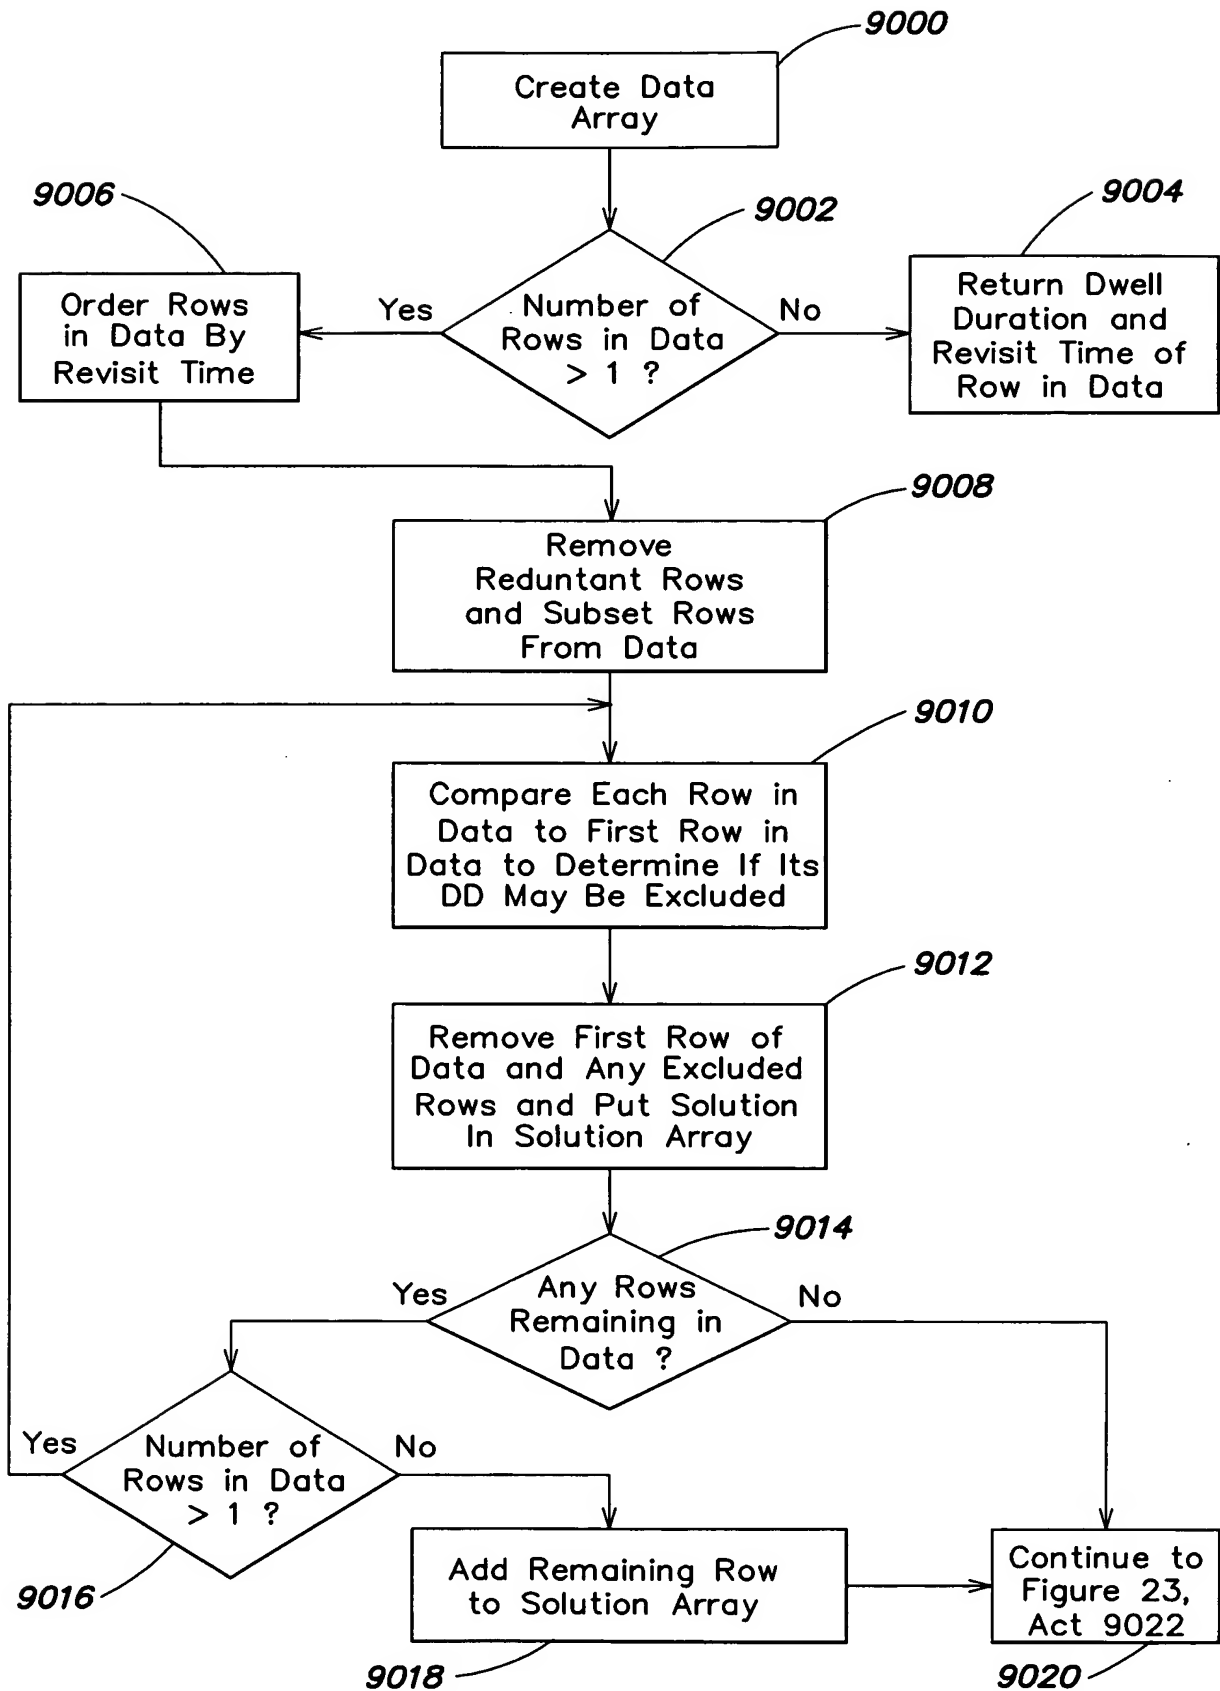 9000
Create Data
Array
9006
9002
9004
Order Rows
in Data By
Revisit Time
Yes
Number of
Rows in Data
> 1 ?
No
Return Dwell
Duration and
Revisit Time of
Row in Data
9008
Remove
Reduntant Rows
and Subset Rows
From Data
9010
Compare Each Row in
Data to First Row in
Data to Determine If Its
DD May Be Excluded
9012
Remove First Row of
Data and Any Excluded
Rows and Put Solution
In Solution Array
9014
Yes
Any Rows
Remaining in
Data ?
No
Yes
Number of
Rows in Data
> 1 ?
No
9016
Add Remaining Row
to Solution Array
9018
Continue to
Figure 23,
Act 9022
9020